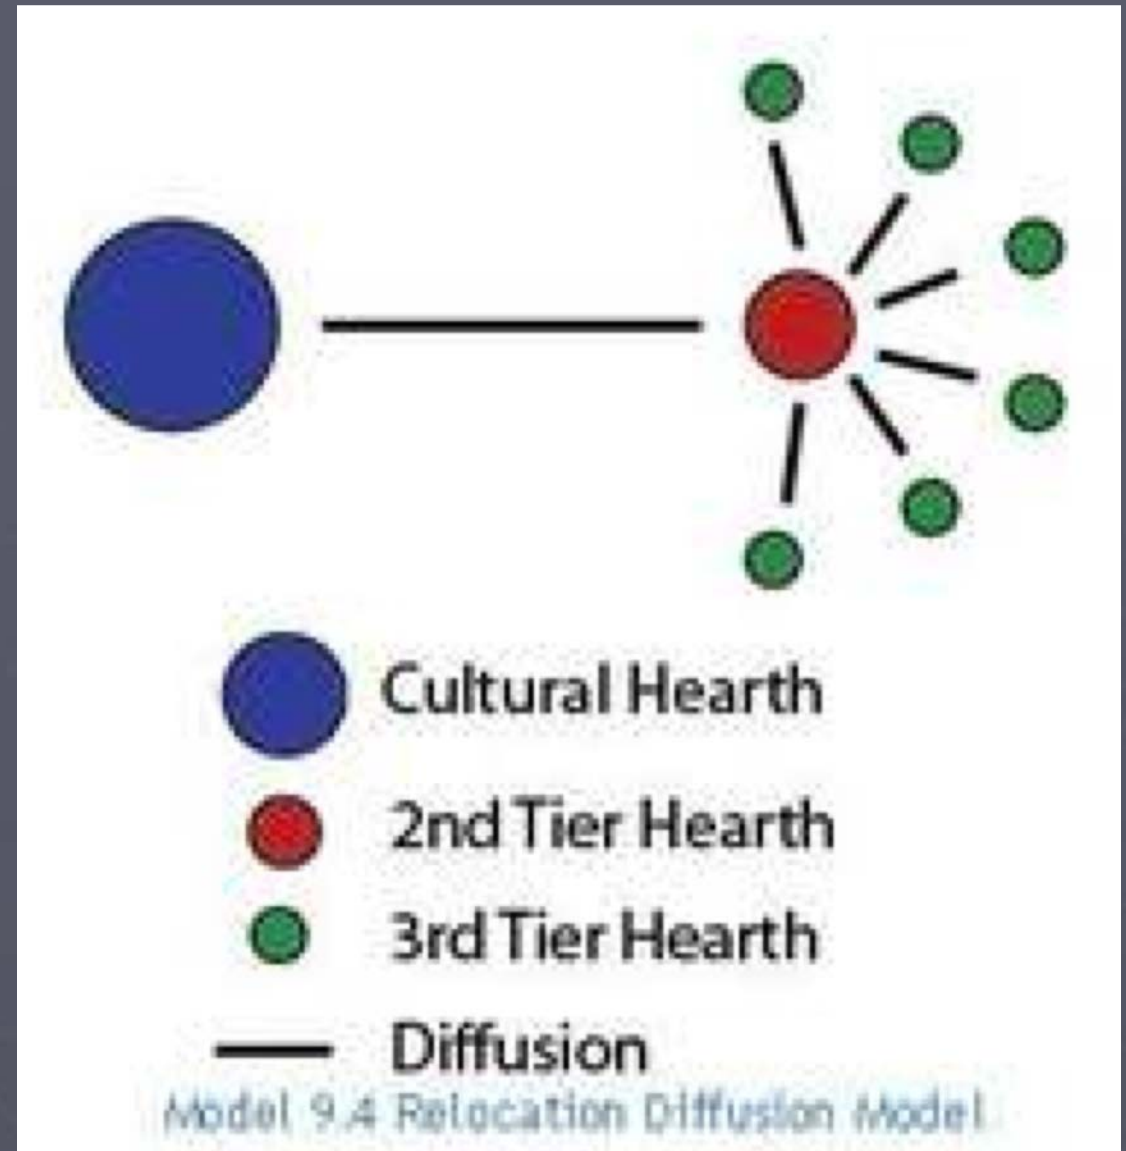 Cultural Hearth
2nd Tier Hearth
3rd Tier Hearth
Diffusion
Model 9.4 Relocation Diffusion Model